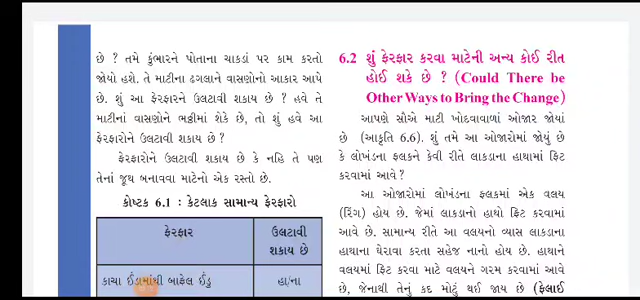 છે ? તમે કુંભારને પોતાના ચાકડાં પર કામ કરતો
જોયો હશે. તે માટીના ઢગલાને વાસણોનો આકાર આપે
છે. શું આ ફેરફારને ઉલટાવી શકાય છે ? હવે તે
માટીનાં વાસણોને ભઠ્ઠીમાં શેકે છે, તો શું હવે આ
ફેરફારોને ઉલટાવી શકાય છે ?
ફેરફારોને ઉલટાવી શકાય છે કે નહિ તે પણ
તેનાં જૂથ બનાવવા માટેનો એક રસ્તો છે.
કોષ્ટક 6.1 : કેટલાક સામાન્ય ફેરફારો
ફેરફાર
ઉલટાવી
શકાય છે
કાચા ઈંડામાંથી બાફેલ ઈંડુ
હા/ના
6.2 શું ફેરફાર કરવા માટેની અન્ય કોઈ રીત
હોઈ શકે છે ? (Could There be
Other Ways to Bring the Change)
આપણે સૌએ માટી ખોદવાવાળાં ઓજાર જોયાં
છે (આકૃતિ 6.6). શું તમે આ ઓજારોમાં જોયું છે
કે લોખંડના ફલકને કેવી રીતે લાકડાના હાથામાં ફિટ
કરવામાં આવે ?
આ ઓજારોમાં લોખંડના ફલકમાં એક વલય
(રિંગ) હોય છે. જેમાં લાકડાનો હાથો ફિટ કરવામાં
આવે છે. સામાન્ય રીતે આ વલયનો વ્યાસ લાકડાના
હાથાના ઘેરાવા કરતા સહેજ નાનો હોય છે. હાથાને
વલયમાં ફિટ કરવા માટે વલયને ગરમ કરવામાં આવે
છે, જેનાથી તેનું કદ મોટું થઈ જાય છે (ફેલાઈ